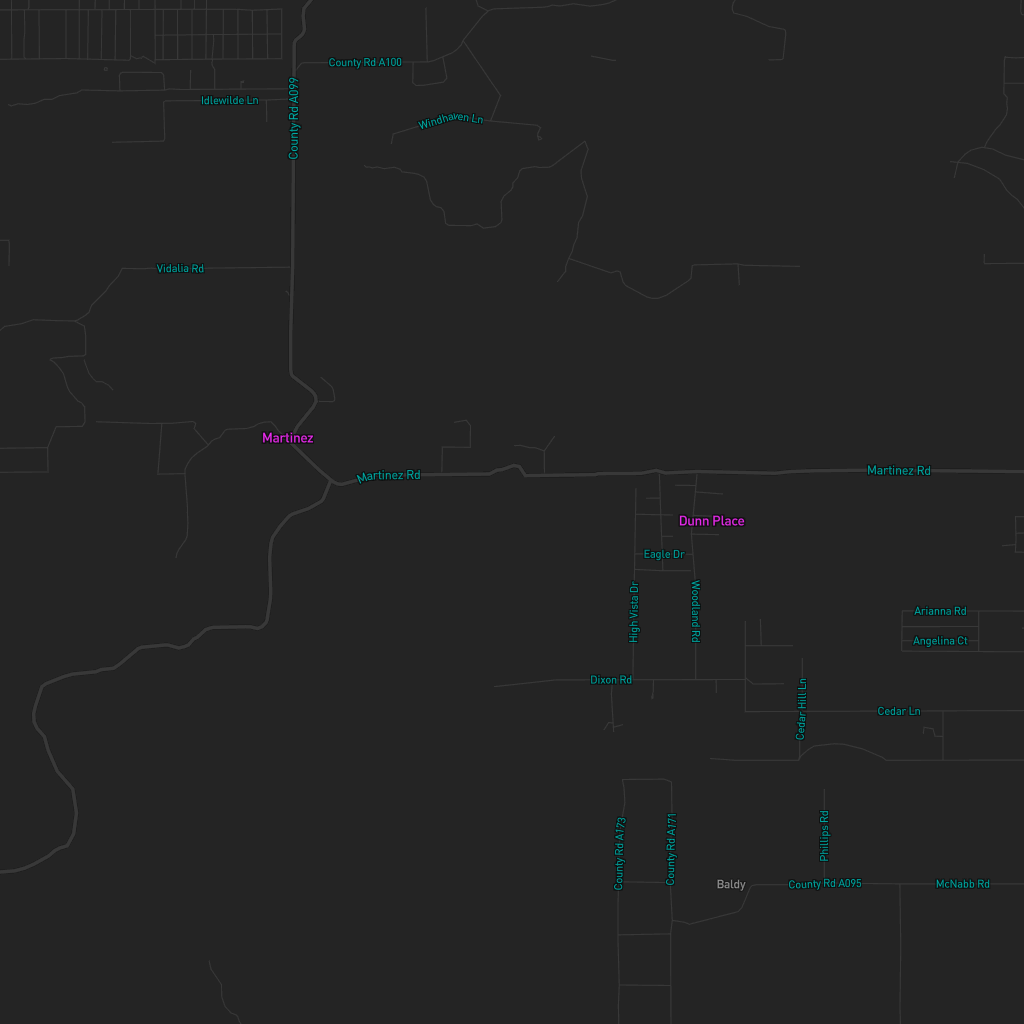 County Rd A100
Idlewilde Ln
County Rd A099
Windhaven Ln
Vidalia Rd
Martinez
Martinez Rd
Martinez Rd
Dunn Place
Eagle Dr
High Vista Dr
Woodland Rd
Arianna Rd
Angelina Ct
Dixon Rd
Cedar Hill Ln
Cedar Ln
County Rd A173
County Rd A171
Phillips Rd
Baldy
County Rd A095
McNabb Rd